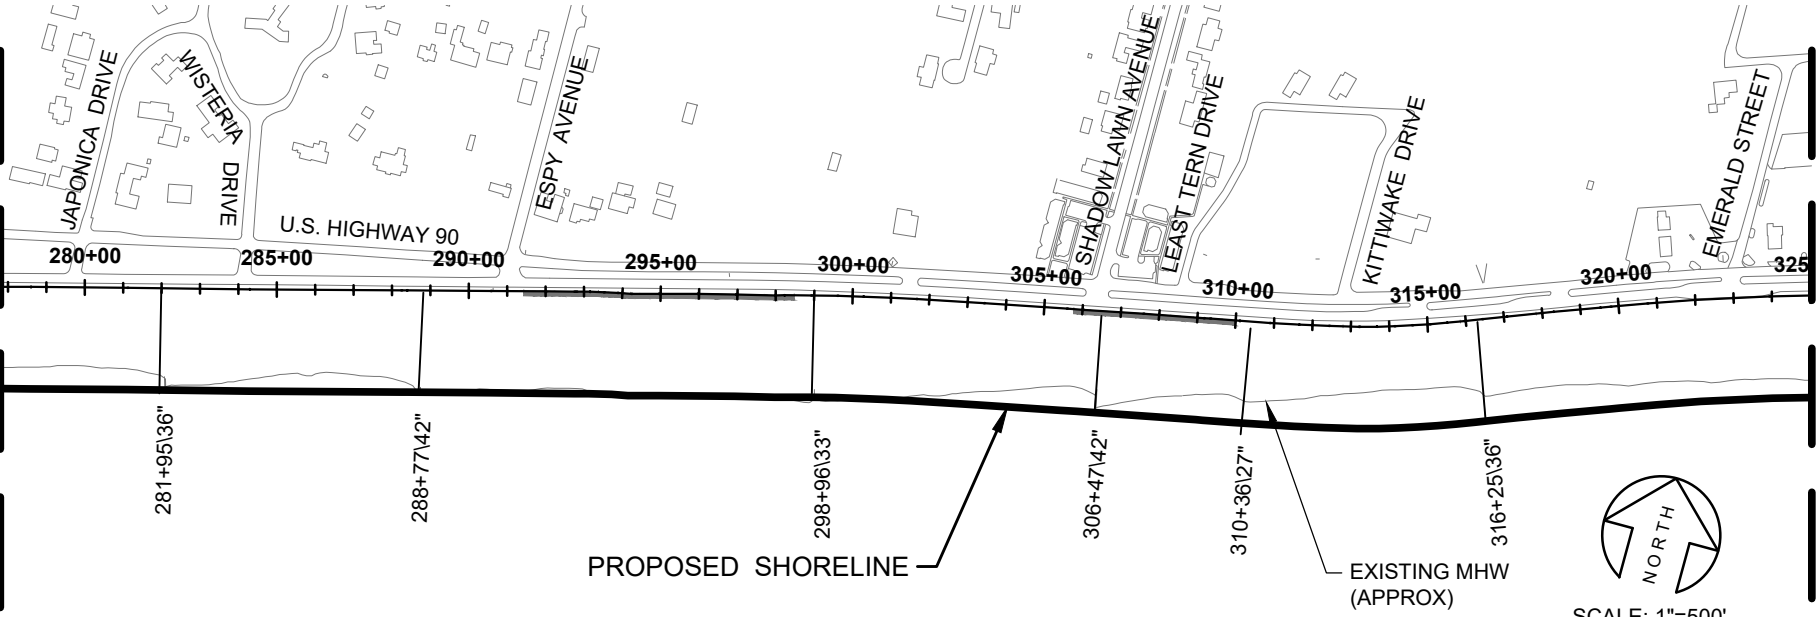 JAPONICA DRIVE
WISTERIA
DRIVE
ESPY AVENUE
SHADOW LAWN AVENUE
LEAST TERN DRIVE
KITTIWAKE DRIVE
EMERALD STREET
U.S. HIGHWAY 90
280+00
285+00
290+00
295+00
300+00
305+00
310+00
315+00
320+00
325
281+95\36"
288+77\42"
298+96\33"
306+47\42"
310+36\27"
316+25\36"
PROPOSED SHORELINE
EXISTING MHW
(APPROX)
NORTH
SCALE: 1"=500'